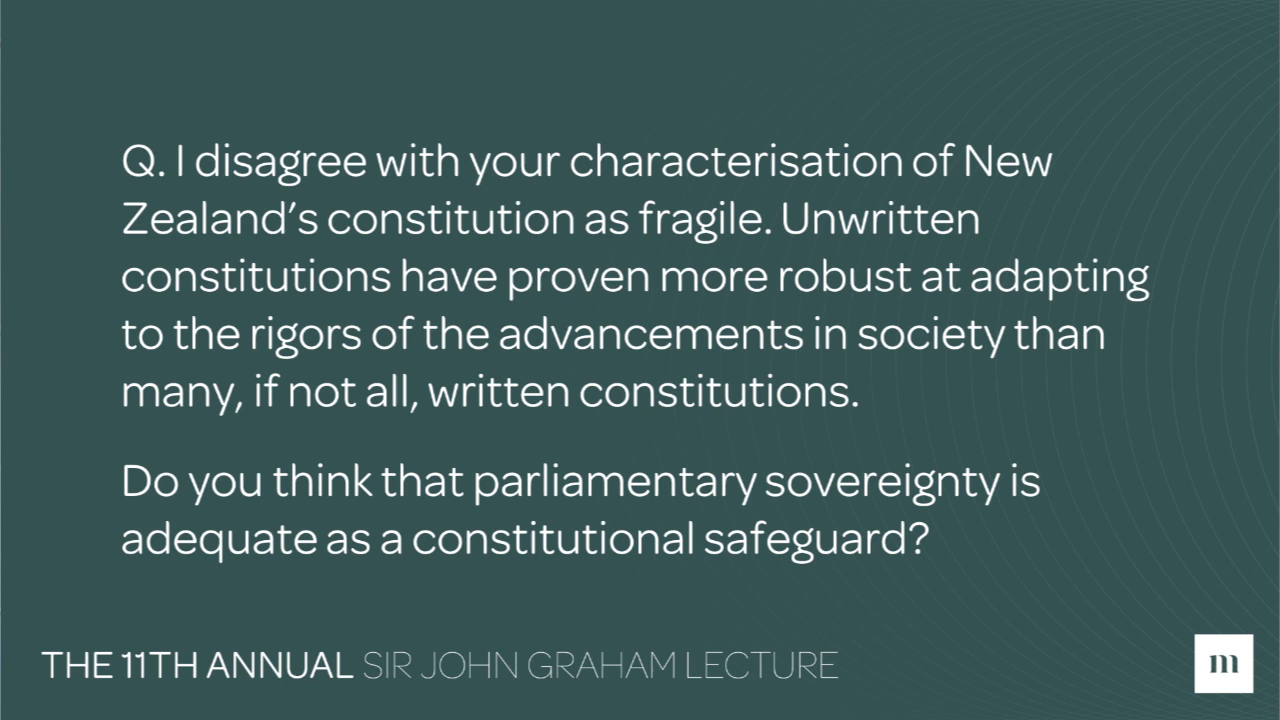 Q. I disagree with your characterisation of New
Zealand’s constitution as fragile. Unwritten
constitutions have proven more robust at adapting
to the rigors of the advancements in society than
many, if not all, written constitutions.
Do you think that parliamentary sovereignty is
adequate as a constitutional safeguard?
THE 11TH ANNUAL SIR JOHN GRAHAM LECTURE
m